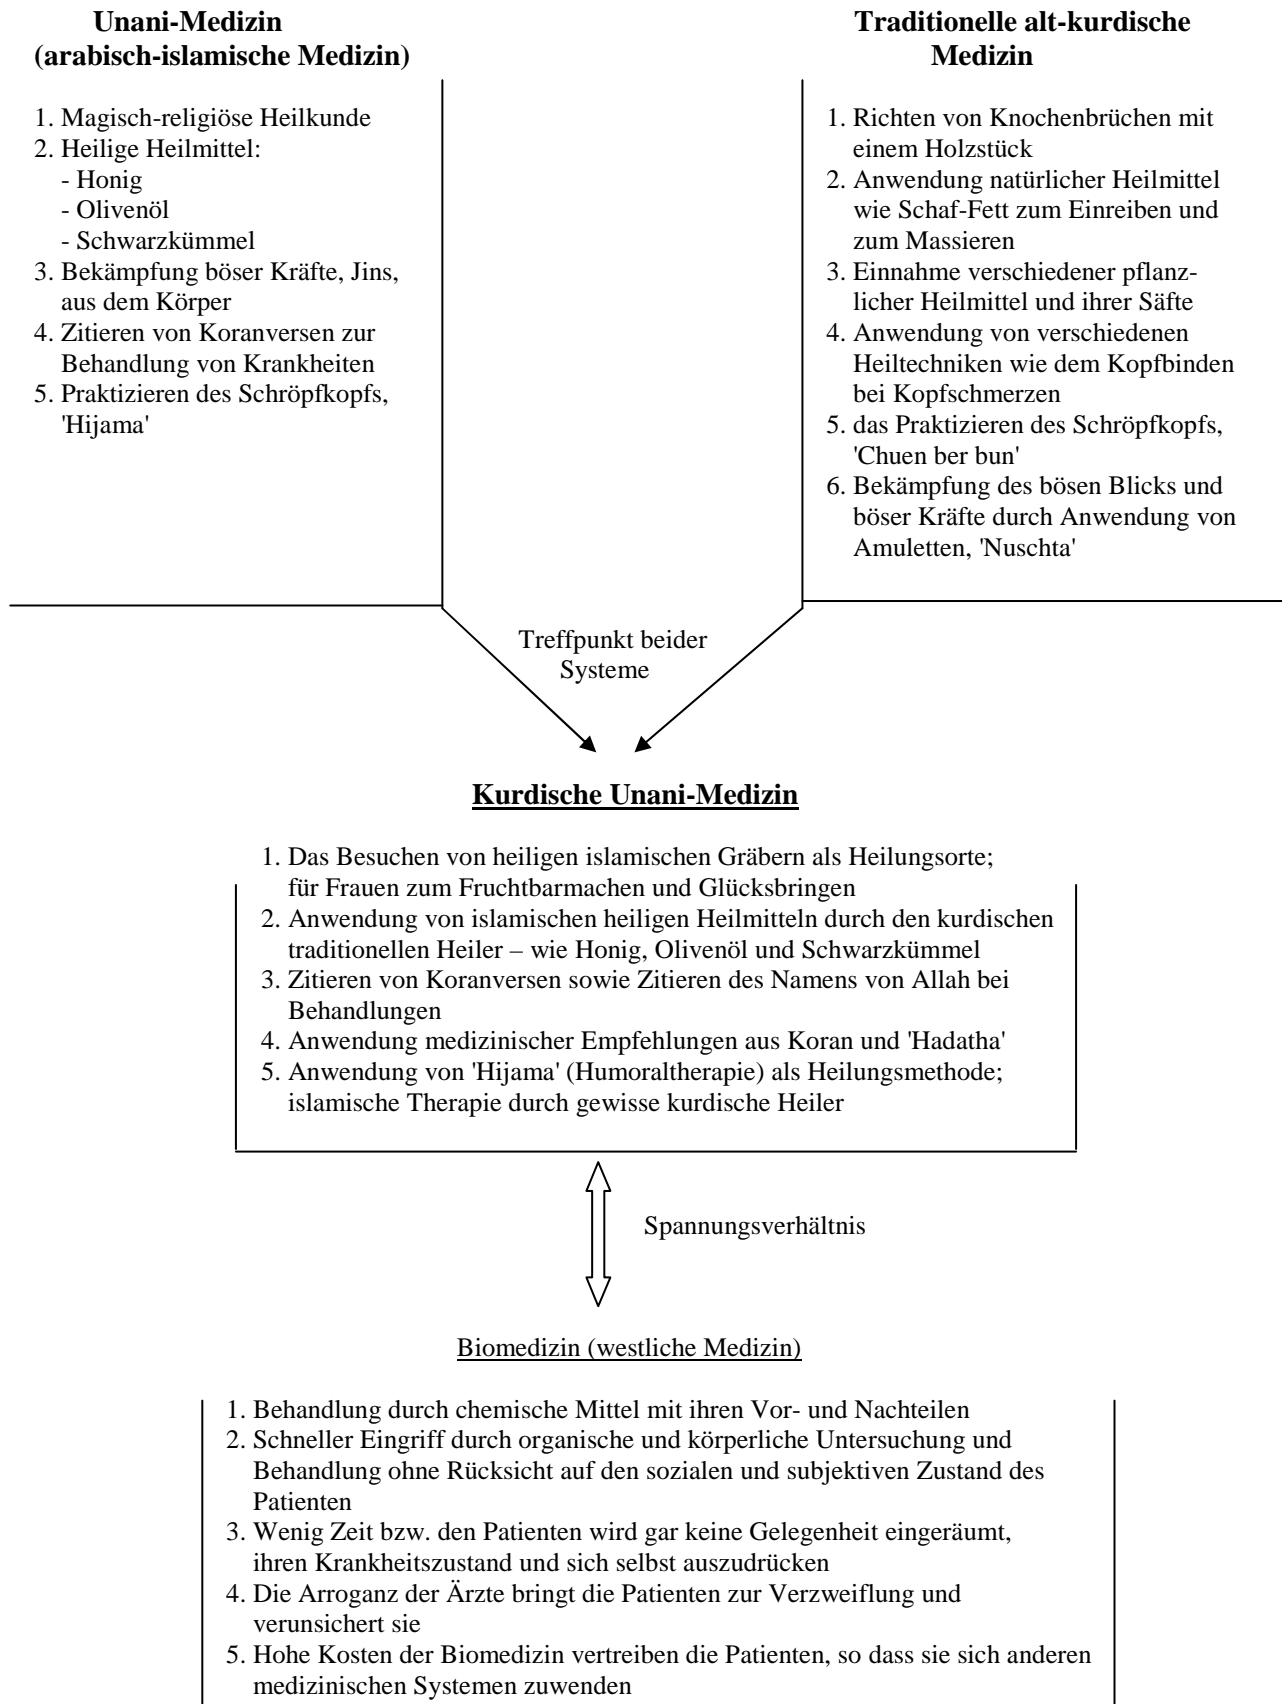 Unani-Medizin
(arabisch-islamische Medizin)
1. Magisch-religiöse Heilkunde
2. Heilige Heilmittel:
- Honig
- Olivenöl
- Schwarzkümmel
3. Bekämpfung böser Kräfte, Jins,
aus dem Körper
4. Zitieren von Koranversen zur
Behandlung von Krankheiten
5. Praktizieren des Schröpfkopfs,
'Hijama'
Traditionelle alt-kurdische
Medizin
1. Richten von Knochenbrüchen mit
einem Holzstück
2. Anwendung natürlicher Heilmittel
wie Schaf-Fett zum Einreiben und
zum Massieren
3. Einnahme verschiedener pflanz-
licher Heilmittel und ihrer Säfte
4. Anwendung von verschiedenen
Heiltechniken wie dem Kopfbinden
bei Kopfschmerzen
5. das Praktizieren des Schröpfkopfs,
'Chuen ber bun'
6. Bekämpfung des bösen Blicks und
böser Kräfte durch Anwendung von
Amuletten, 'Nuschta'
Treffpunkt beider
Systeme
Kurdische Unani-Medizin
1. Das Besuchen von heiligen islamischen Gräbern als Heilungsorte;
für Frauen zum Fruchtbarmachen und Glücksbringen
2. Anwendung von islamischen heiligen Heilmitteln durch den kurdischen
traditionellen Heiler – wie Honig, Olivenöl und Schwarzkümmel
3. Zitieren von Koranversen sowie Zitieren des Namens von Allah bei
Behandlungen
4. Anwendung medizinischer Empfehlungen aus Koran und 'Hadatha'
5. Anwendung von 'Hijama' (Humoraltherapie) als Heilungsmethode;
islamische Therapie durch gewisse kurdische Heiler
Spannungsverhältnis
Biomedizin (westliche Medizin)
1. Behandlung durch chemische Mittel mit ihren Vor- und Nachteilen
2. Schneller Eingriff durch organische und körperliche Untersuchung und
Behandlung ohne Rücksicht auf den sozialen und subjektiven Zustand des
Patienten
3. Wenig Zeit bzw. den Patienten wird gar keine Gelegenheit eingeräumt,
ihren Krankheitszustand und sich selbst auszudrücken
4. Die Arroganz der Ärzte bringt die Patienten zur Verzweiflung und
verunsichert sie
5. Hohe Kosten der Biomedizin vertreiben die Patienten, so dass sie sich anderen
medizinischen Systemen zuwenden